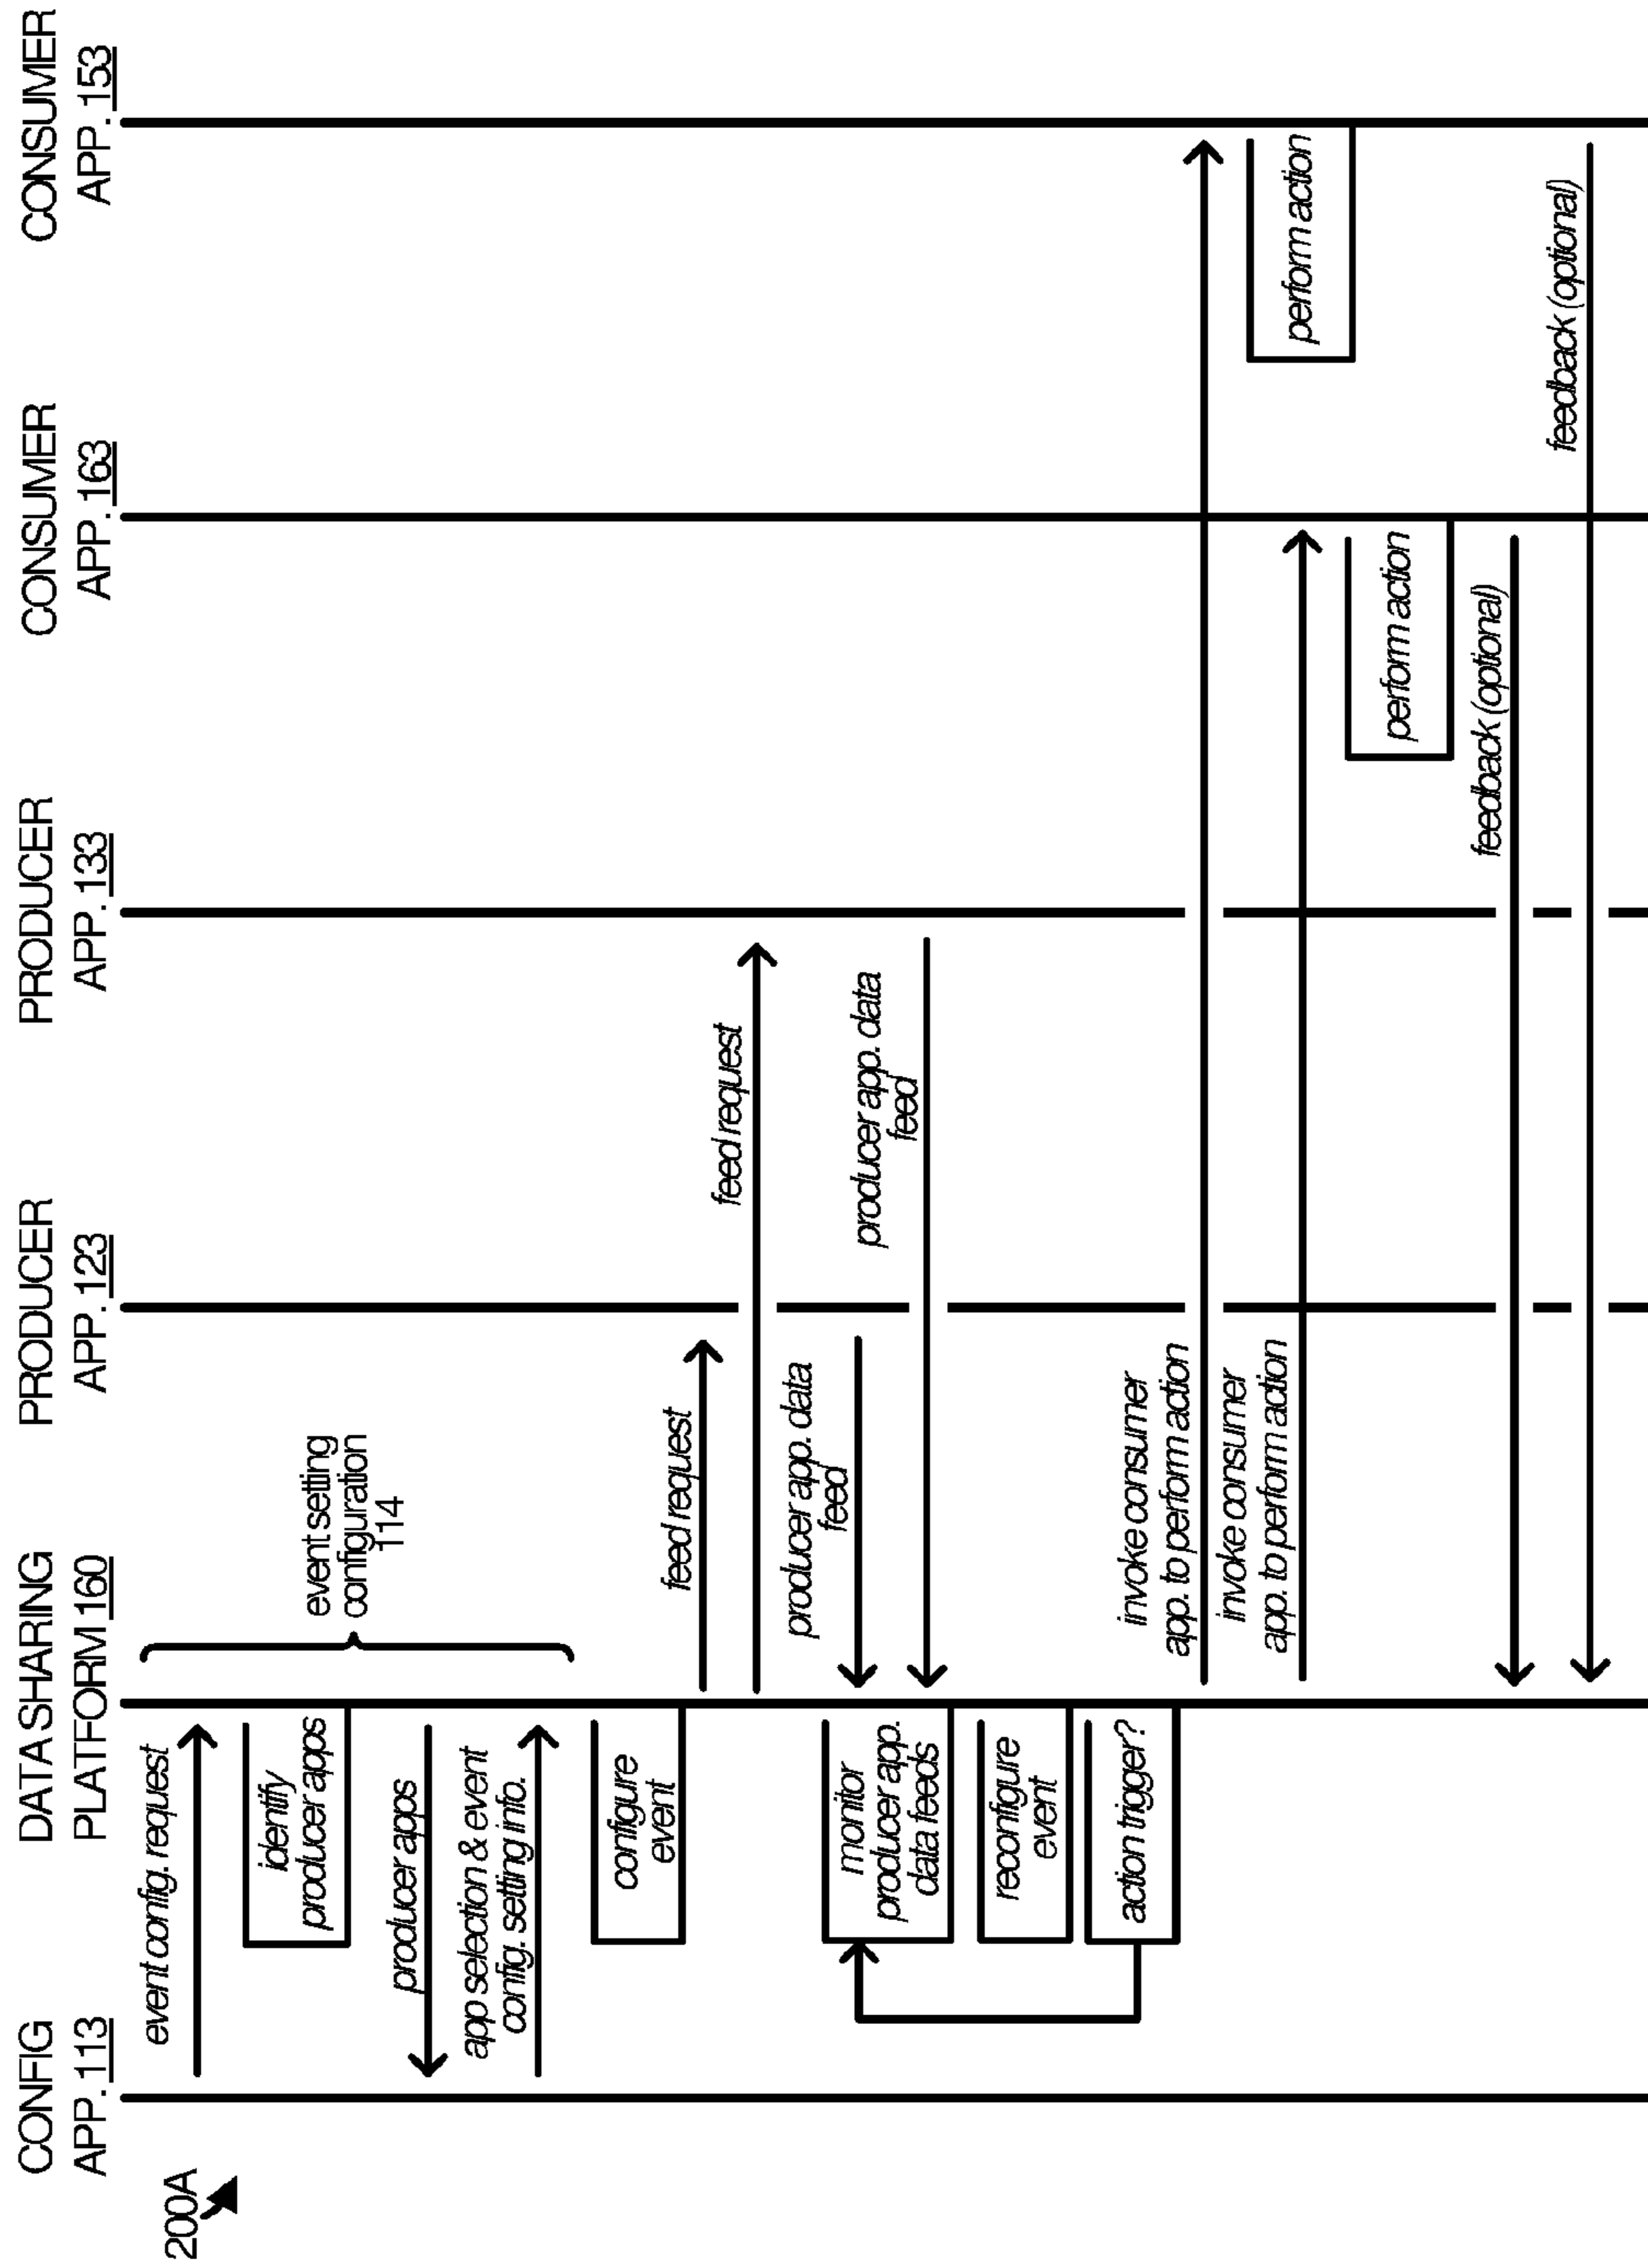 200A
CONFIG
APP. 113
DATA SHARING
PLATFORM 160
PRODUCER
APP. 123
PRODUCER
APP. 133
CONSUMER
APP. 163
CONSUMER
APP. 153
event config. request
identify
producer apps
producer apps
app selection & event
config. setting info.
event setting
configuration
114
configure
event
feed request
feed request
producer app. data
feed
producer app. data
feed
monitor
producer app.
data feeds
reconfigure
event
action trigger?
invoke consumer
app. to perform action
invoke consumer
app. to perform action
perform action
perform action
feedback (optional)
feedback (optional)